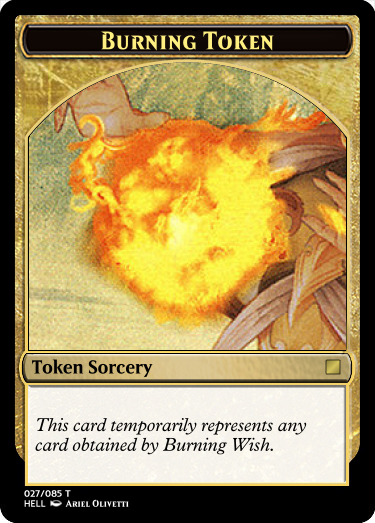 BURNING TOKEN
Token Sorcery
This card temporarily represents any
card obtained by Burning Wish.
027/085 T
HELL ARIEL OLIVETTI